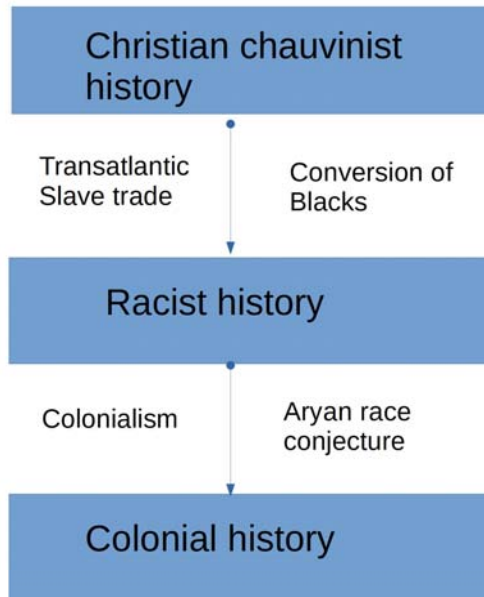 Christian chauvinist
history
Transatlantic
Slave trade
Conversion of
Blacks
Racist history
Colonialism
Aryan race
conjecture
Colonial history